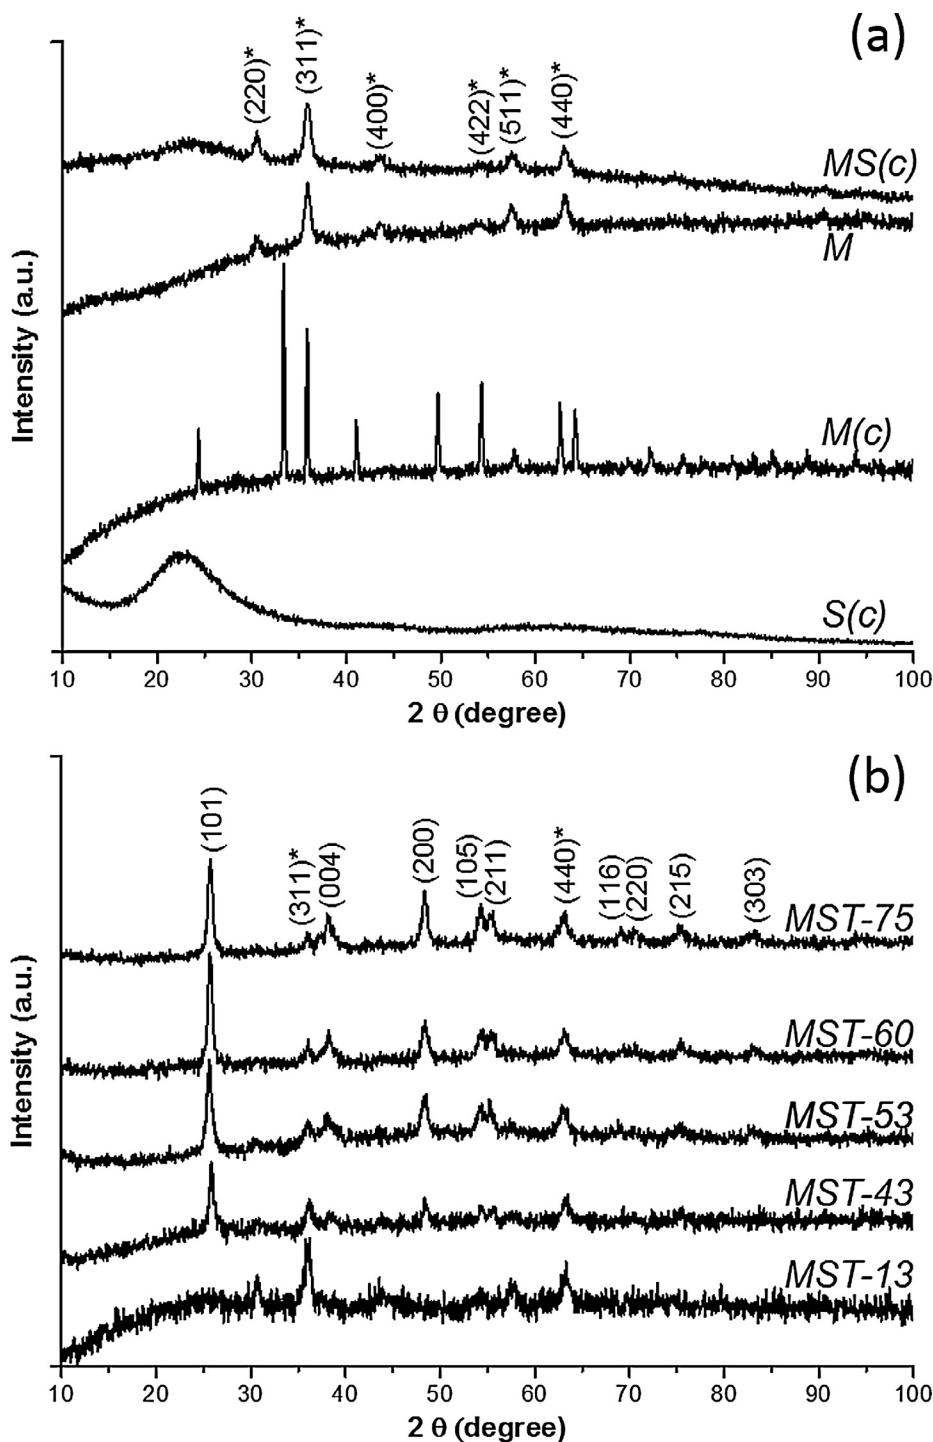 (a)
(220)*
(311)*
(400)*
(422)*
(511)*
(440)*
MS(c)
M
M(c)
S(c)
Intensity (a.u.)
10 20 30 40 50 60 70 80 90 100
2 θ (degree)
(b)
(101)
(311)*
(004)
(200)
(105)
(211)
(440)*
(116)
(220)
(215)
(303)
MST-75
MST-60
MST-53
MST-43
MST-13
Intensity (a.u.)
10 20 30 40 50 60 70 80 90 100
2 θ (degree)